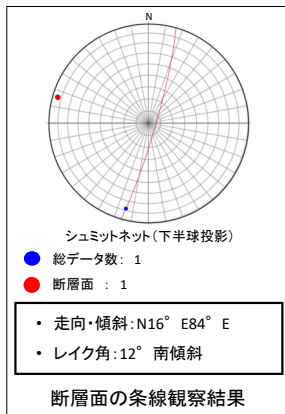 N
シュミットネット(下半球投影)
総データ数: 1
断層面 : 1
• 走向・傾斜:N16° E84° E
• レイク角:12° 南傾斜
断層面の条線観察結果